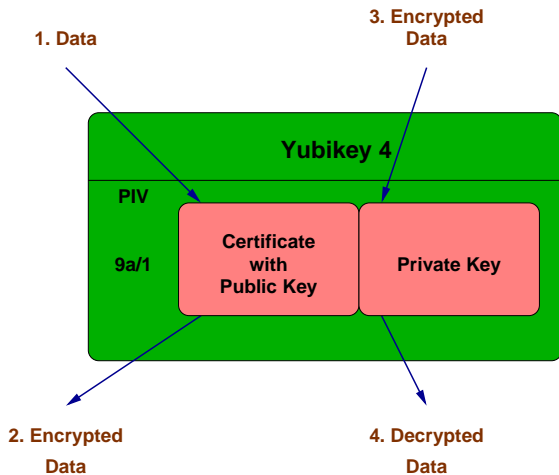 1. Data
3. Encrypted
Data
Yubikey 4
PIV
9a/1
Certificate
with
Public Key
Private Key
2. Encrypted
Data
4. Decrypted
Data